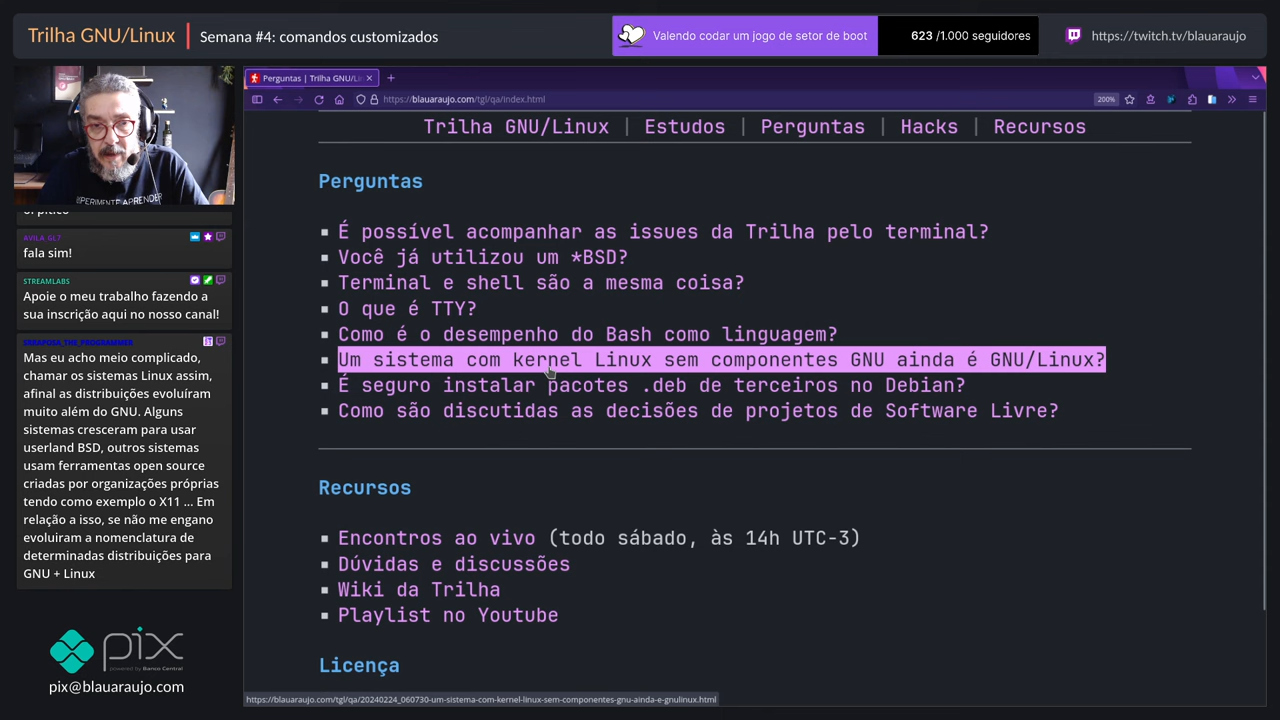 Trilha GNU/Linux
Semana #4: comandos customizados
Valendo codar um jogo de setor de boot
623 /1.000 seguidores
https://twitch.tv/blauaraujo
Perguntas | Trilha GNU/Li
https://blauaraujo.com/tgl/qa/index.html
200%
Trilha GNU/Linux | Estudos | Perguntas | Hacks | Recursos
Perguntas
É possível acompanhar as issues da Trilha pelo terminal?
Você já utilizou um *BSD?
Terminal e shell são a mesma coisa?
O que é TTY?
Como é o desempenho do Bash como linguagem?
Um sistema com kernel Linux sem componentes GNU ainda é GNU/Linux?
É seguro instalar pacotes .deb de terceiros no Debian?
Como são discutidas as decisões de projetos de Software Livre?
Recursos
Encontros ao vivo (todo sábado, às 14h UTC-3)
Dúvidas e discussões
Wiki da Trilha
Playlist no Youtube
Licença
https://blauaraujo.com/tgl/qa/20240224_060730-um-sistema-com-kernel-linux-sem-componentes-gnu-ainda-e-gnulinux.html
AVILA_GL7
fala sim!
STREAMLABS
Apoie o meu trabalho fazendo a
sua inscrição aqui no nosso canal!
Mas eu acho meio complicado,
chamar os sistemas Linux assim,
afinal as distribuições evoluíram
muito além do GNU. Alguns
sistemas cresceram para usar
userland BSD, outros sistemas
usam ferramentas open source
criadas por organizações próprias
tendo como exemplo o X11 ... Em
relação a isso, se não me engano
evoluiram a nomenclatura de
determinadas distribuições para
GNU + Linux
pix
powered by Banco Central
pix@blauaraujo.com